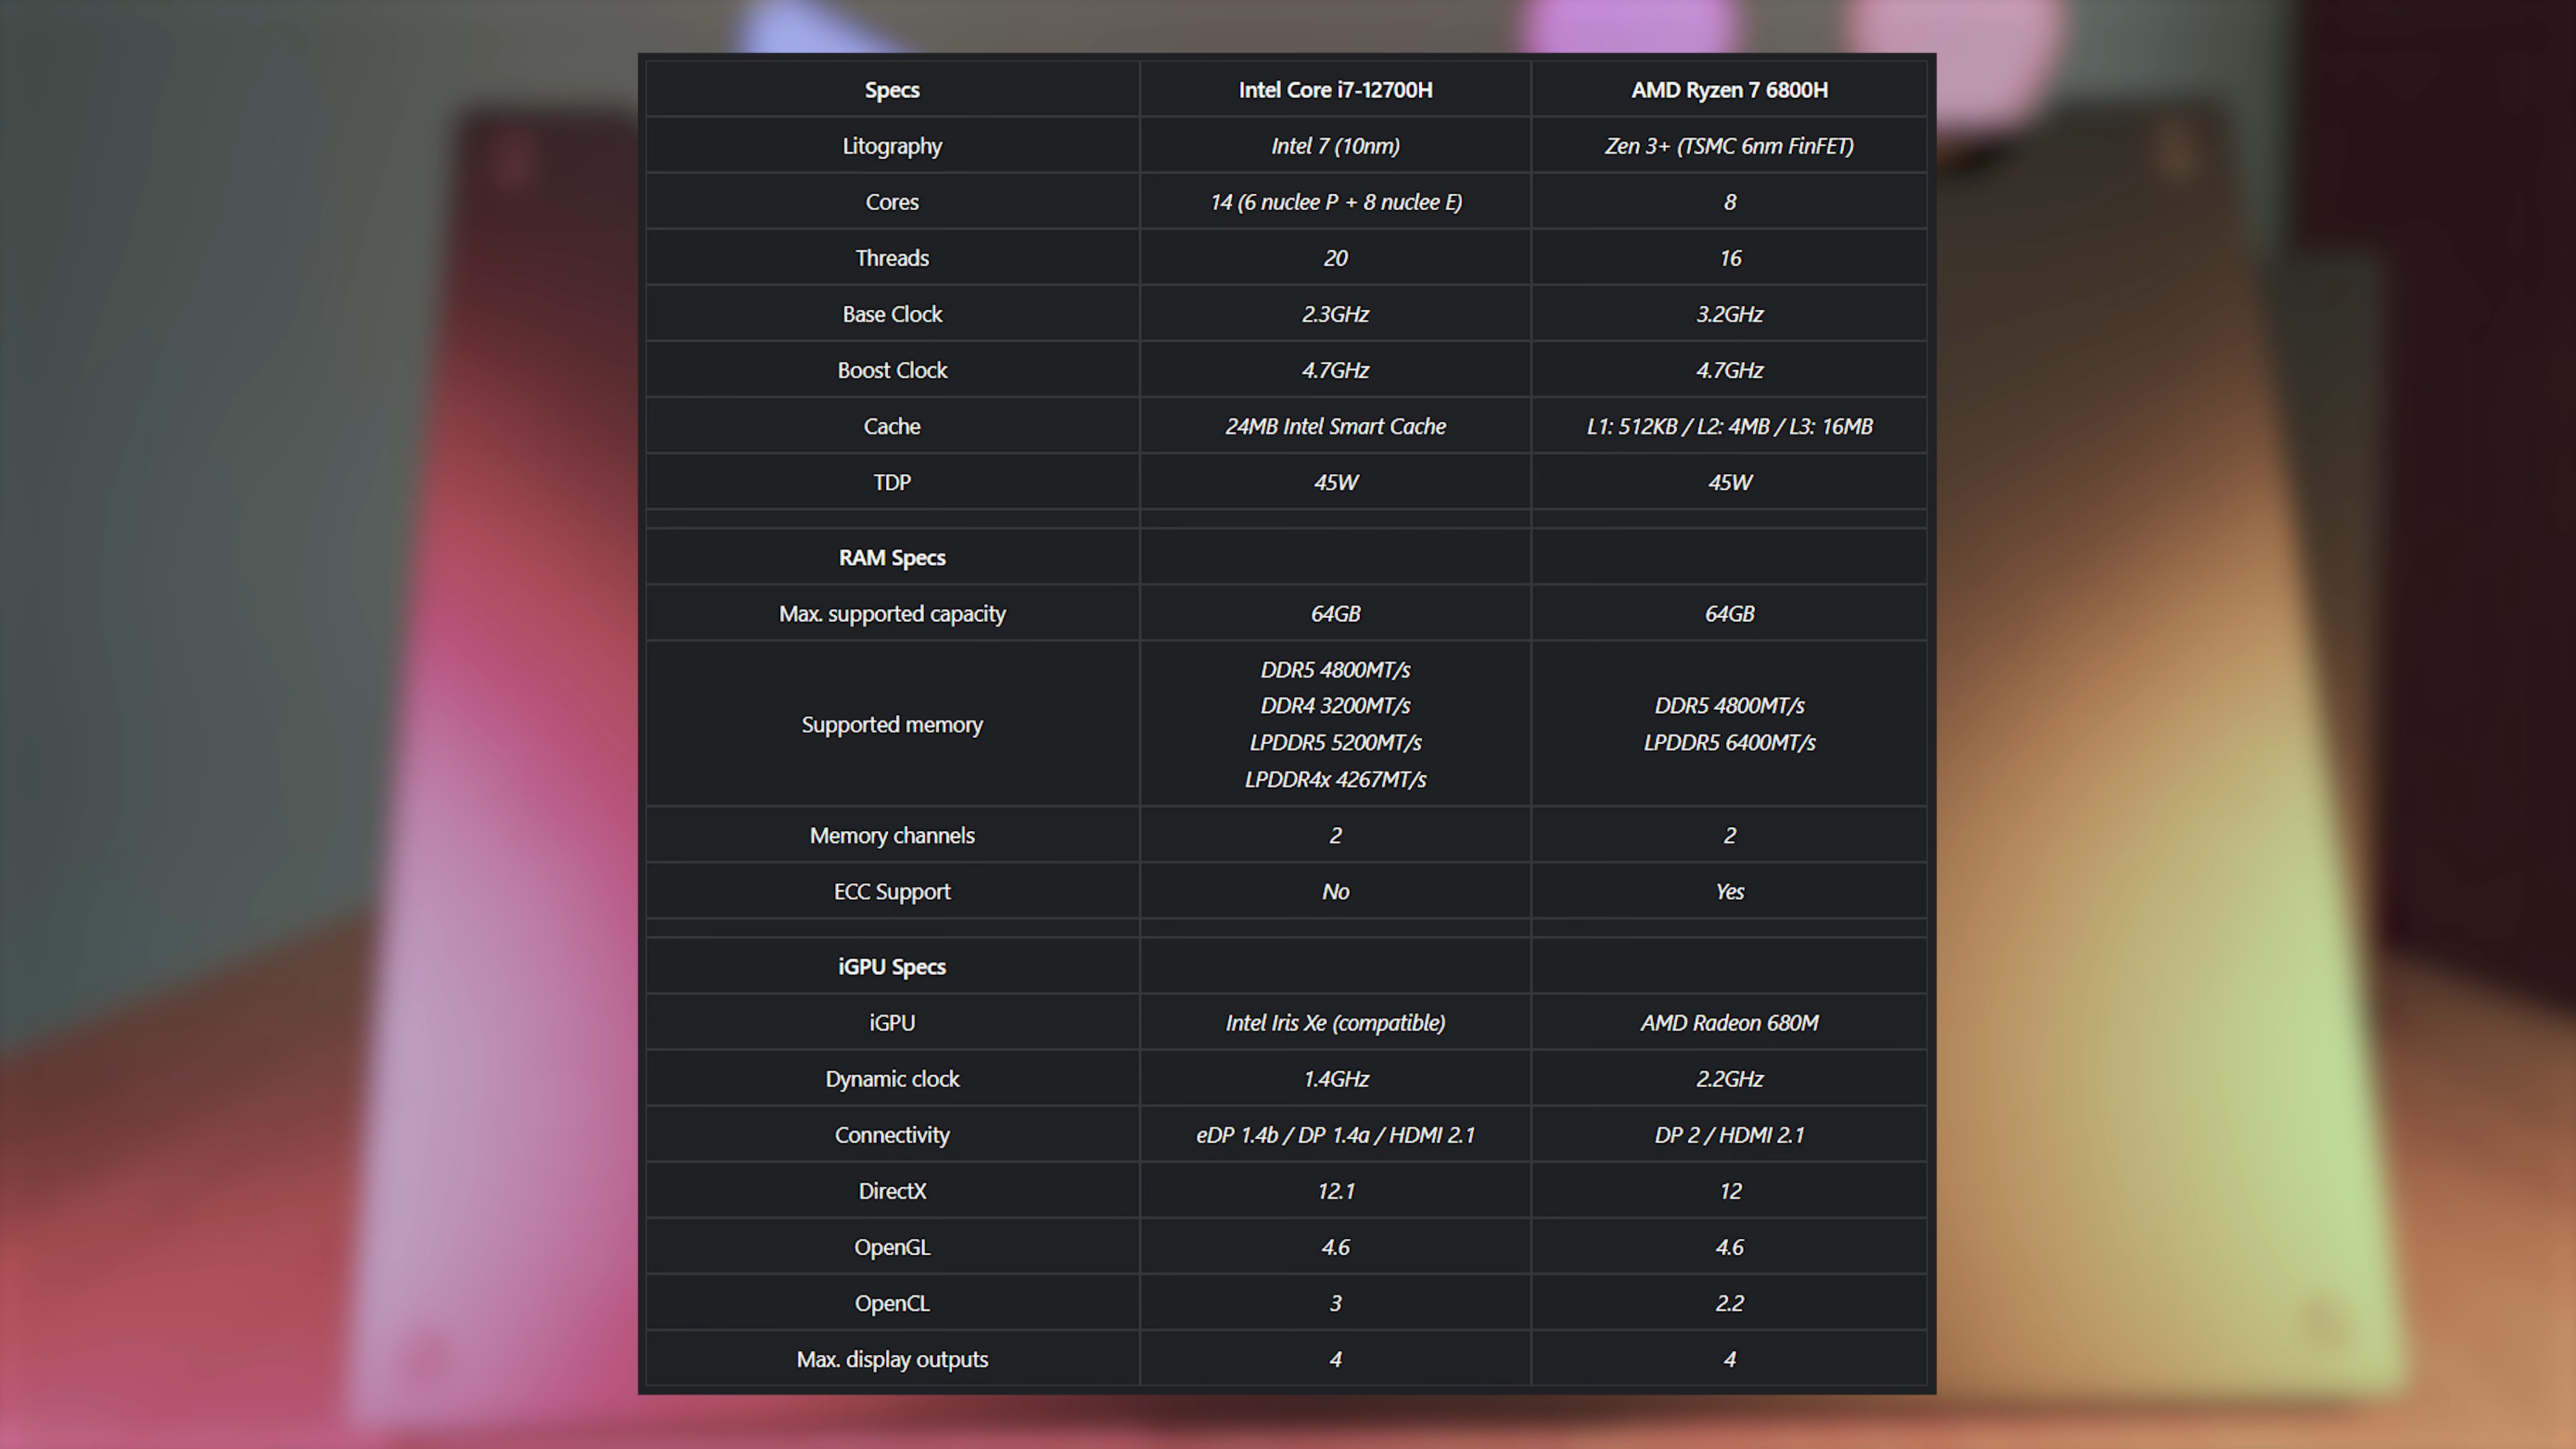 Specs Intel Core i7-12700H AMD Ryzen 7 6800H
Litography Intel 7 (10nm) Zen 3+ (TSMC 6nm FinFET)
Cores 14 (6 nuclee P + 8 nuclee E) 8
Threads 20 16
Base Clock 2.3GHz 3.2GHz
Boost Clock 4.7GHz 4.7GHz
Cache 24MB Intel Smart Cache L1: 512KB / L2: 4MB / L3: 16MB
TDP 45W 45W
RAM Specs
Max. supported capacity 64GB 64GB
Supported memory
DDR5 4800MT/s
DDR4 3200MT/s
LPDDR5 5200MT/s
LPDDR4x 4267MT/s
DDR5 4800MT/s
LPDDR5 6400MT/s
Memory channels 2 2
ECC Support No Yes
iGPU Specs
iGPU Intel Iris Xe (compatible) AMD Radeon 680M
Dynamic clock 1.4GHz 2.2GHz
Connectivity eDP 1.4b / DP 1.4a / HDMI 2.1 DP 2 / HDMI 2.1
DirectX 12.1 12
OpenGL 4.6 4.6
OpenCL 3 2.2
Max. display outputs 4 4